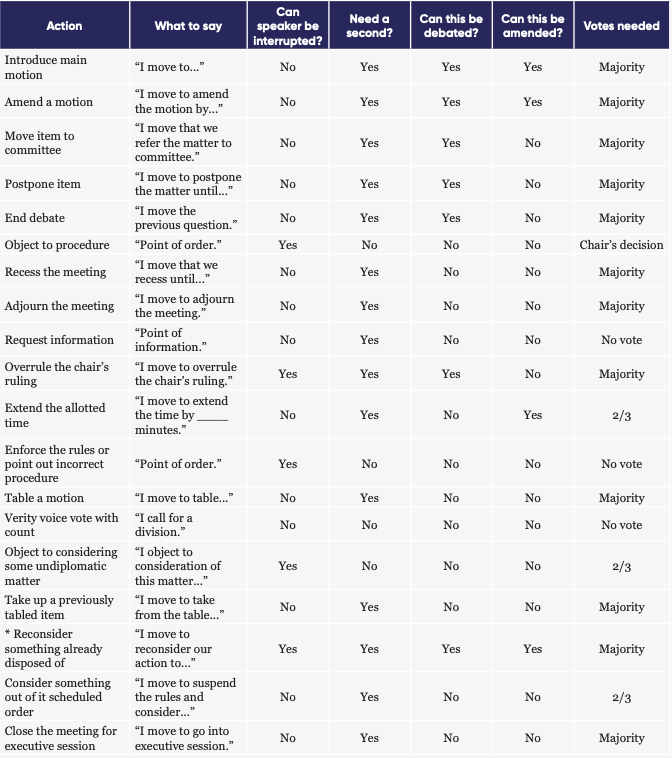 Action
What to say
Can
speaker be
interrupted?
Need a
second?
Can this be
debated?
Can this be
amended?
Votes needed
Introduce main
motion
“I move to...”
No
Yes
Yes
Yes
Majority
Amend a motion
“I move to amend
the motion by...”
No
Yes
Yes
Yes
Majority
Move item to
committee
“I move that we
refer the matter to
committee.”
No
Yes
Yes
No
Majority
Postpone item
“I move to postpone
the matter until...”
No
Yes
Yes
No
Majority
End debate
“I move the
previous question.”
No
Yes
Yes
No
Majority
Object to procedure
“Point of order.”
Yes
No
No
No
Chair’s decision
Recess the meeting
“I move that we
recess until...”
No
Yes
No
No
Majority
Adjourn the meeting
“I move to adjourn
the meeting.”
No
Yes
No
No
Majority
Request information
“Point of
information.”
No
Yes
No
No
No vote
Overrule the chair’s
ruling
“I move to overrule
the chair’s ruling.”
Yes
Yes
Yes
No
Majority
Extend the allotted
time
“I move to extend
the time by ____
minutes.”
No
Yes
No
Yes
2/3
Enforce the rules or
point out incorrect
procedure
“Point of order.”
Yes
No
No
No
No vote
Table a motion
“I move to table...”
No
Yes
No
No
Majority
Verity voice vote with
count
“I call for a
division.”
No
No
No
No
No vote
Object to considering
some undiplomatic
matter
“I object to
consideration of
this matter...”
Yes
No
No
No
2/3
Take up a previously
tabled item
“I move to take
from the table...”
No
Yes
No
No
Majority
* Reconsider
something already
disposed of
“I move to
reconsider our
action to...”
Yes
Yes
Yes
Yes
Majority
Consider something
out of it scheduled
order
“I move to suspend
the rules and
consider...”
No
Yes
No
No
2/3
Close the meeting for
executive session
“I move to go into
executive session.”
No
Yes
No
No
Majority